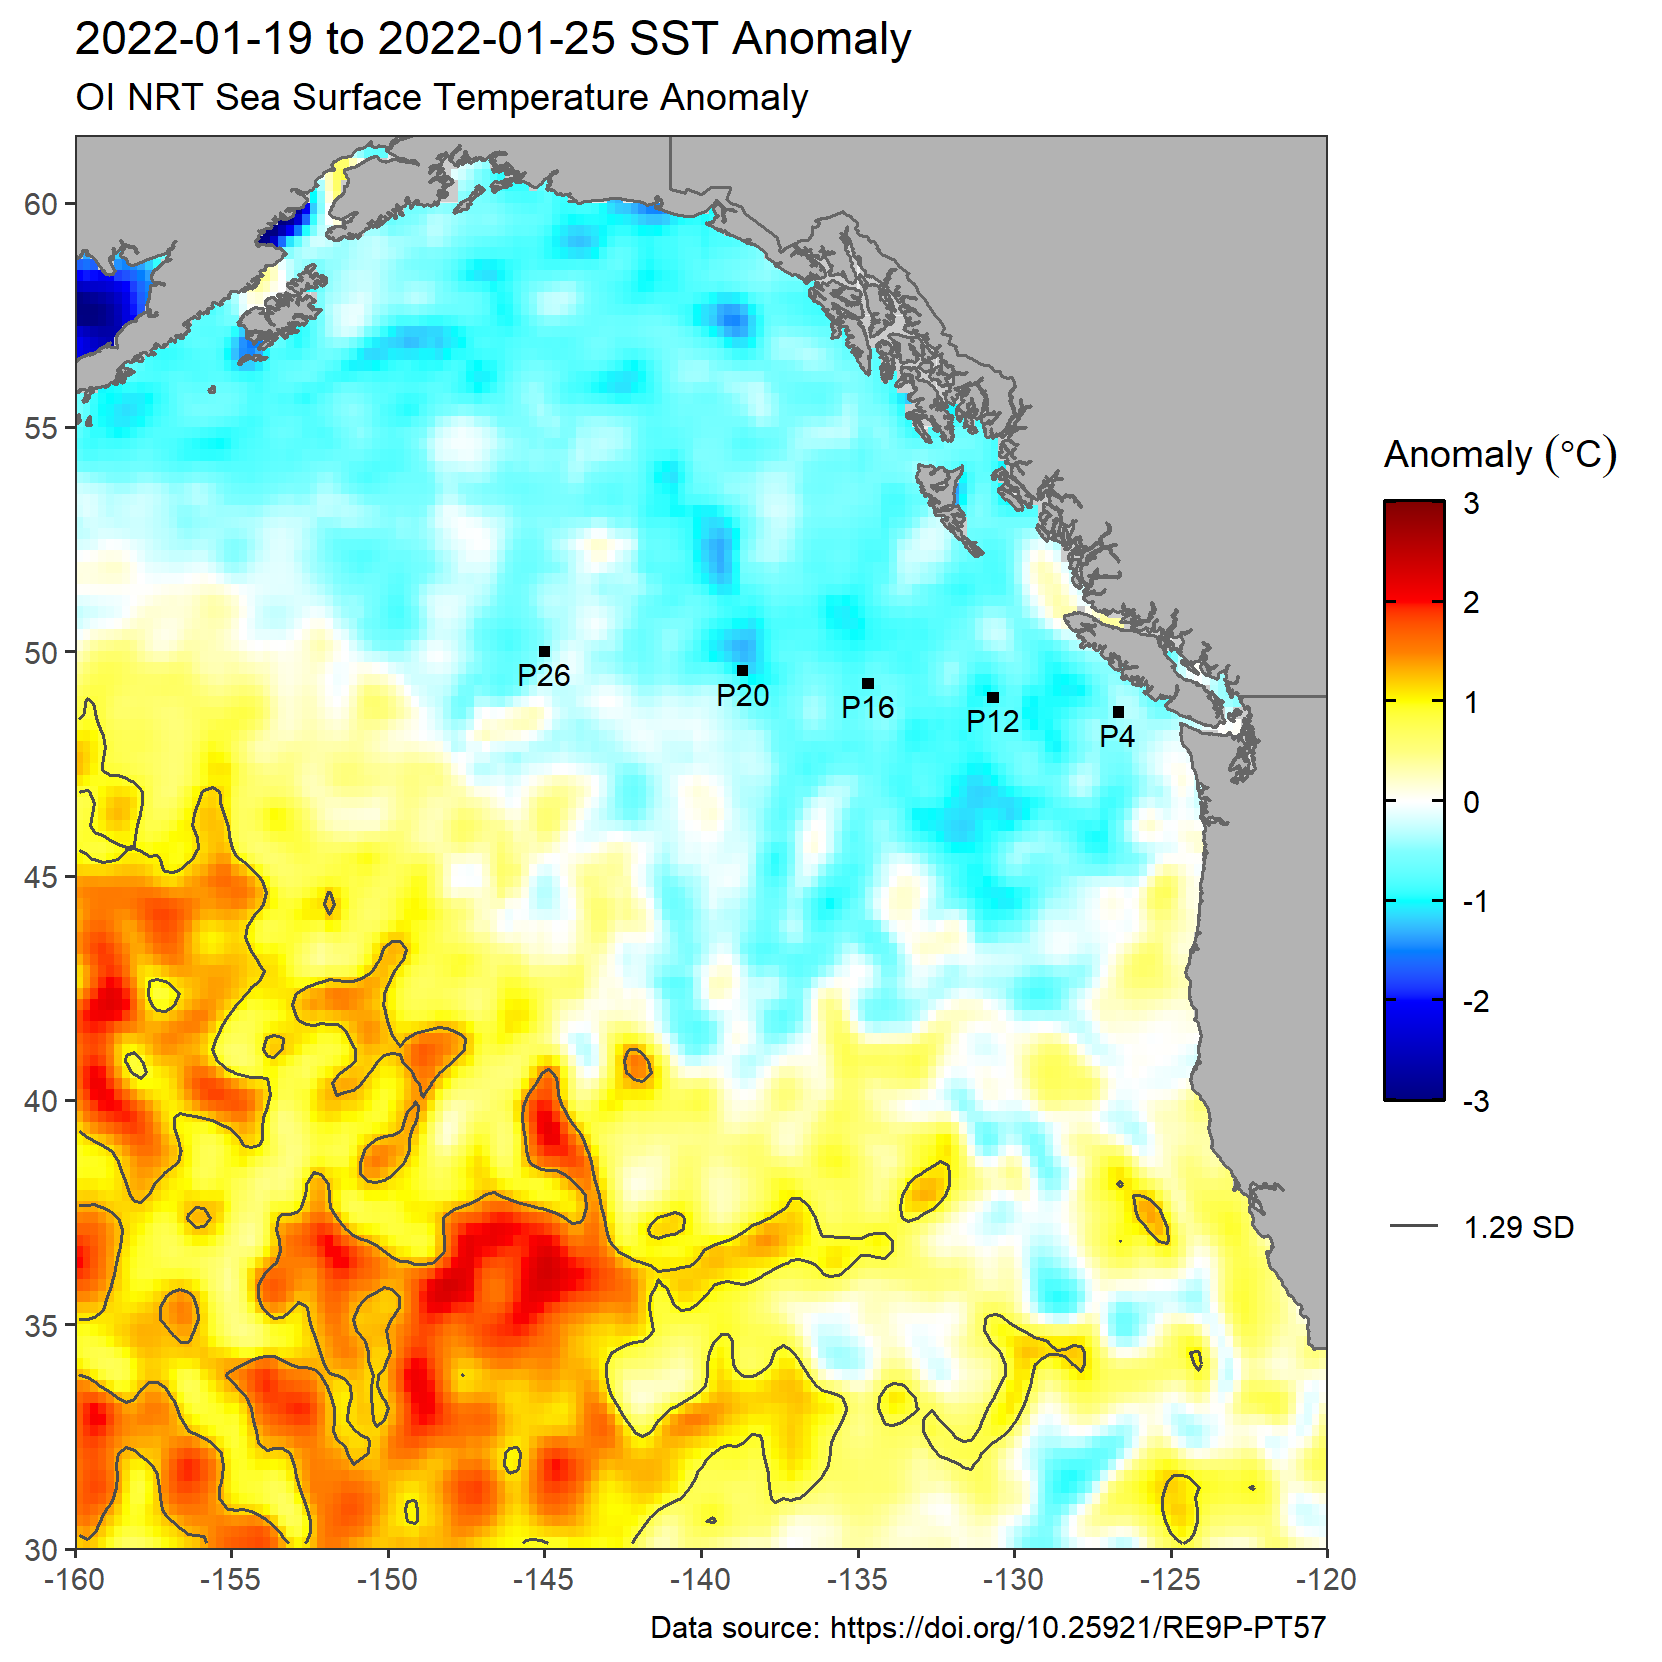 2022-01-19 to 2022-01-25 SST Anomaly
OI NRT Sea Surface Temperature Anomaly
60
55
50
45
40
35
30
-160
-155
-150
-145
-140
-135
-130
-125
-120
P26
P20
P16
P12
P4
Anomaly (°C)
3
2
1
0
-1
-2
-3
1.29 SD
Data source: https://doi.org/10.25921/RE9P-PT57